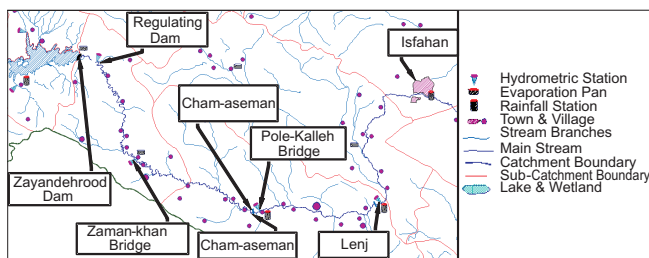 Regulating
Dam
Isfahan
Cham-aseman
Pole-Kalleh
Bridge
Zayandehrood
Dam
Zaman-khan
Bridge
Cham-aseman
Lenj
Hydrometric Station
Evaporation Pan
Rainfall Station
Town & Village
Stream Branches
Main Stream
Catchment Boundary
Sub-Catchment Boundary
Lake & Wetland